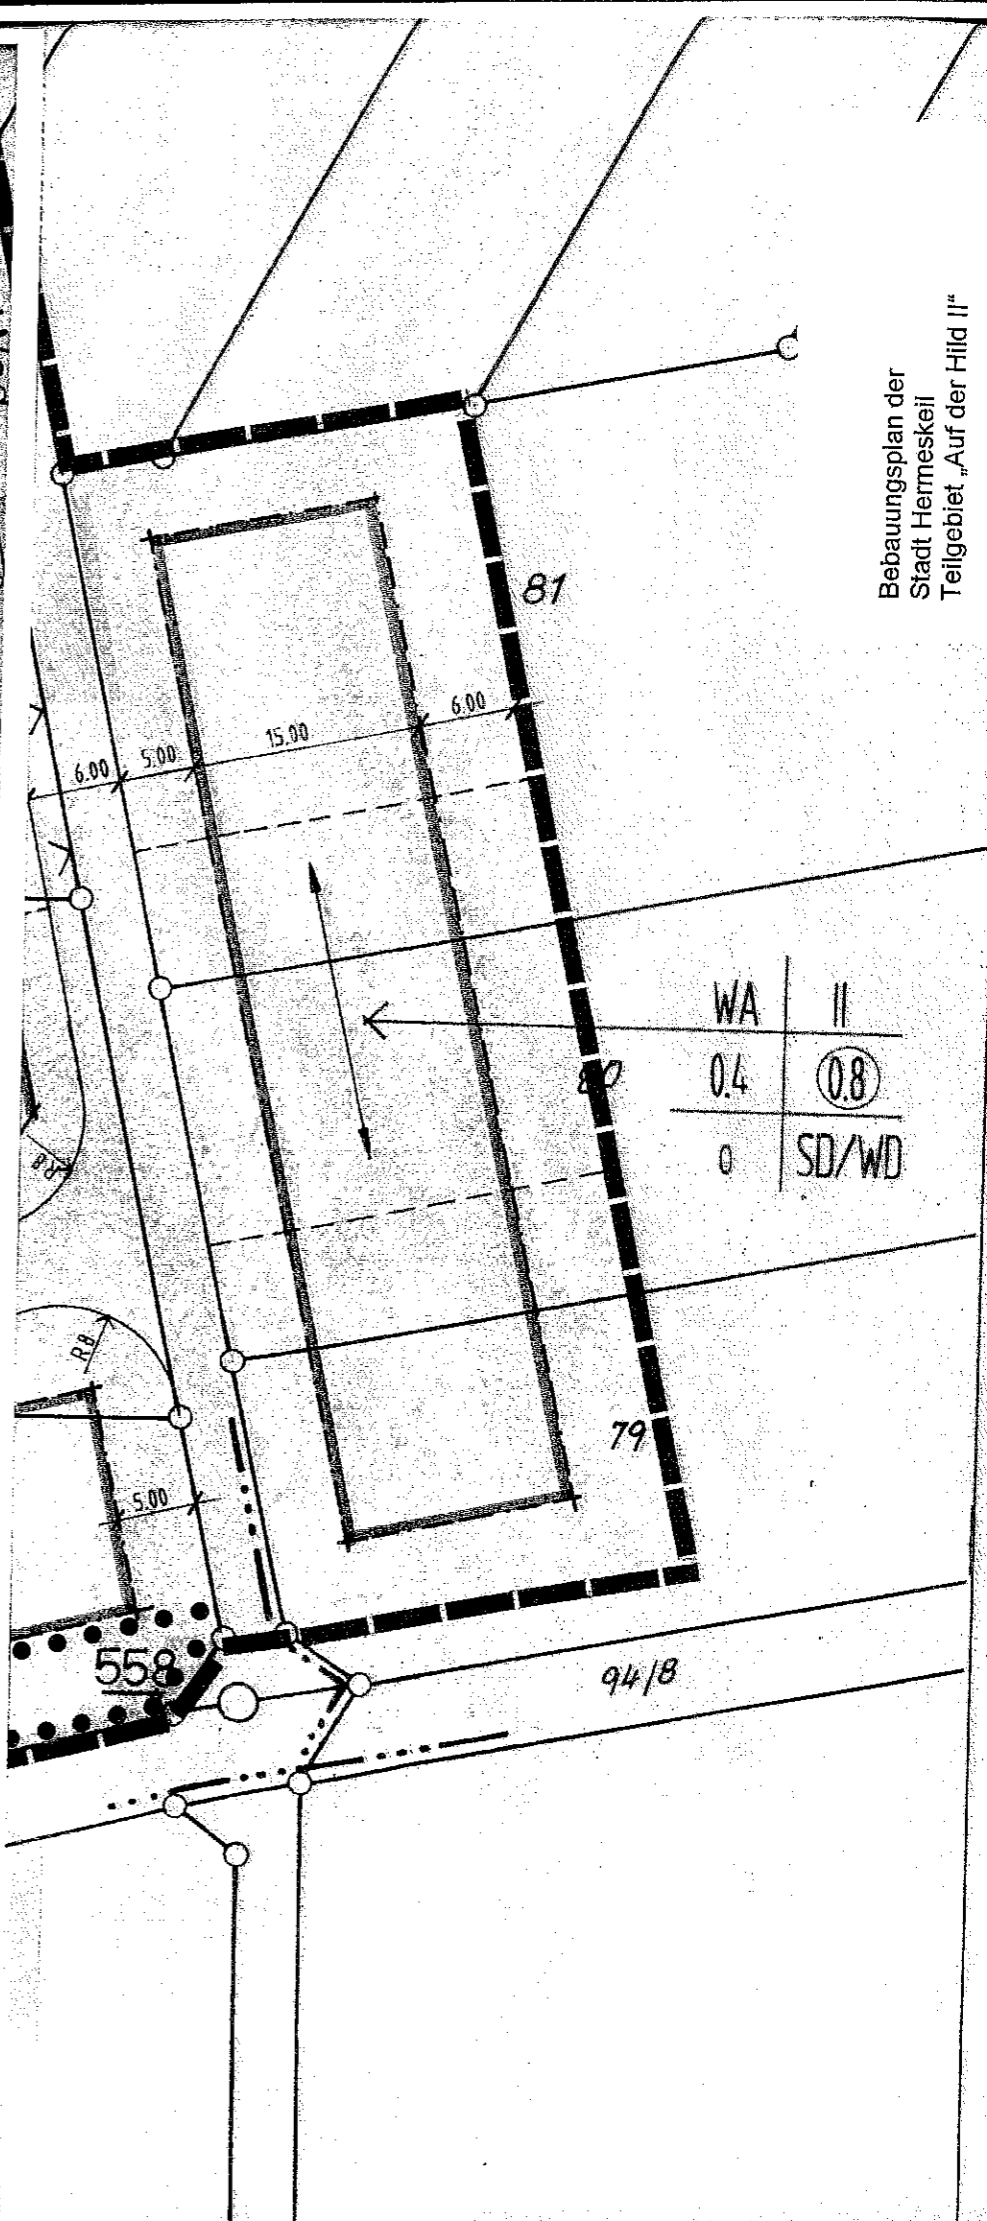 Bebauungsplan der
Stadt Hermeskeil
Teilgebiet „Auf der Hild II“
81
6.00
15.00
5.00
6.00
WA II
0.4 0.8
o SD/WD
80
R8
R8
79
5.00
558
94/8